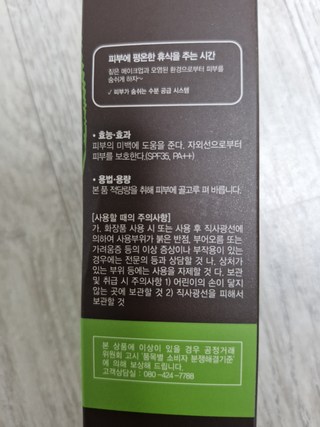 피부에 평온한 휴식을 주는 시간
짙은 메이크업과 오염된 환경으로부터 피부를
숨쉬게 하자~
√ 피부가 숨쉬는 수분 공급 시스템
• 효능·효과
피부의 미백에 도움을 준다. 자외선으로부터
피부를 보호한다.(SPF35, PA++)
• 용법·용량
본 품 적당량을 취해 피부에 골고루 펴 바릅니다.
[사용할 때의 주의사항]
가. 화장품 사용 시 또는 사용 후 직사광선에
의하여 사용부위가 붉은 반점, 부어오름 또는
가려움증 등의 이상 증상이나 부작용이 있는
경우에는 전문의 등과 상담할 것 나. 상처가
있는 부위 등에는 사용을 자제할 것 다. 보관
및 취급 시 주의사항 1) 어린이의 손이 닿지
않는 곳에 보관할 것 2) 직사광선을 피해서
보관할 것
본 상품에 이상이 있을 경우 공정거래
위원회 고시 '품목별 소비자 분쟁해결기준'
에 의해 보상해 드립니다.
고객상담실 : 080-424-7788